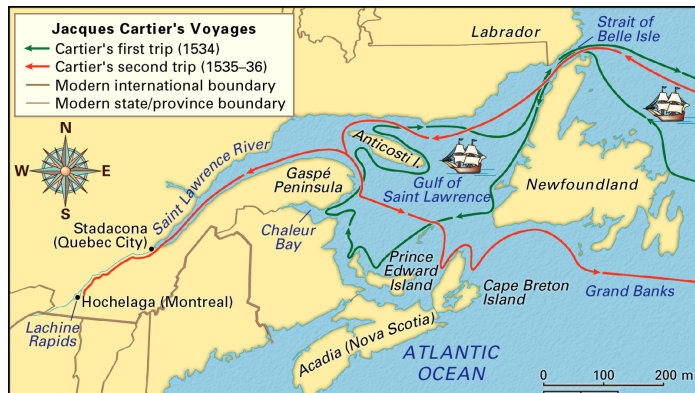 Jacques Cartier's Voyages
Cartier's first trip (1534)
Cartier's second trip (1535–36)
Modern international boundary
Modern state/province boundary
Labrador
Strait of
Belle Isle
N
W
E
S
Saint Lawrence River
Anticosti I.
Gaspé
Peninsula
Gulf of
Saint Lawrence
Newfoundland
Stadacona
(Quebec City)
Chaleur
Bay
Prince
Edward
Island
Cape Breton
Island
Grand Banks
Hochelaga (Montreal)
Lachine
Rapids
Acadia (Nova Scotia)
ATLANTIC
OCEAN
0 100 200 m